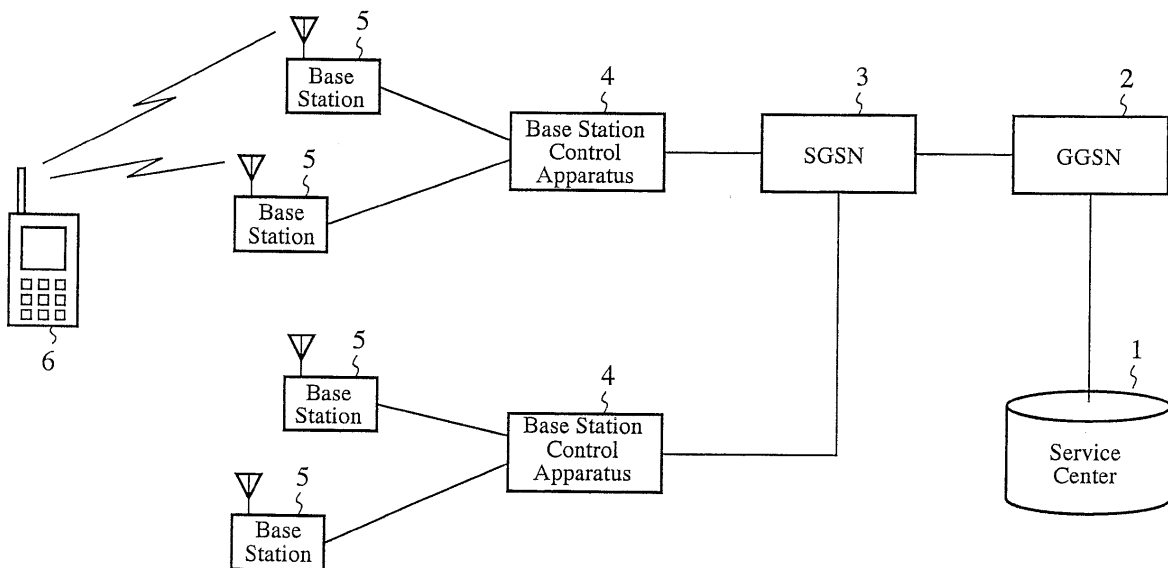 5
Base
Station
4
Base Station
Control
Apparatus
3
SGSN
2
GGSN
5
Base
Station
6
5
Base
Station
4
Base Station
Control
Apparatus
1
Service
Center
5
Base
Station